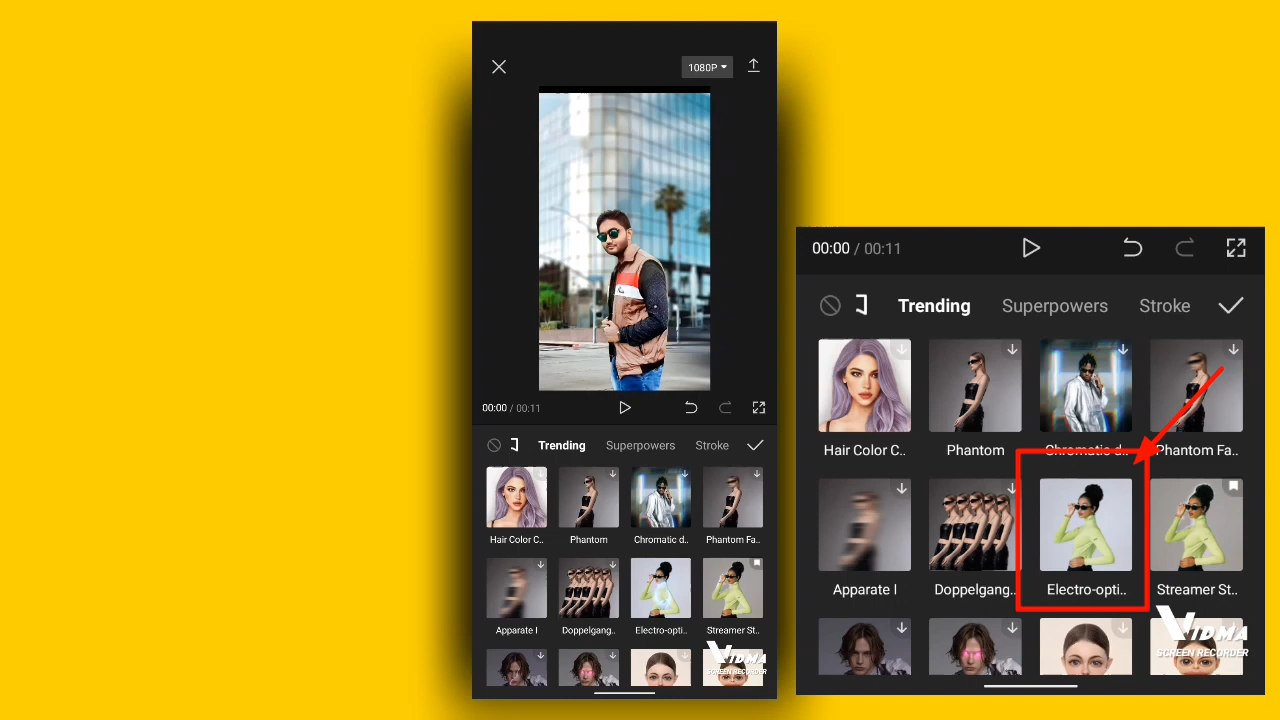 1080P
00:00 / 00:11
Trending Superpowers Stroke
Hair Color C.. Phantom Chromatic d.. Phantom Fa..
Apparate I Doppelgang.. Electro-opti.. Streamer St..
VIDMA
SCREEN RECORDER
00:00 / 00:11
Trending Superpowers Stroke
Hair Color C.. Phantom Chromatic d.. Phantom Fa..
Apparate I Doppelgang.. Electro-opti.. Streamer St..
VIDMA
SCREEN RECORDER